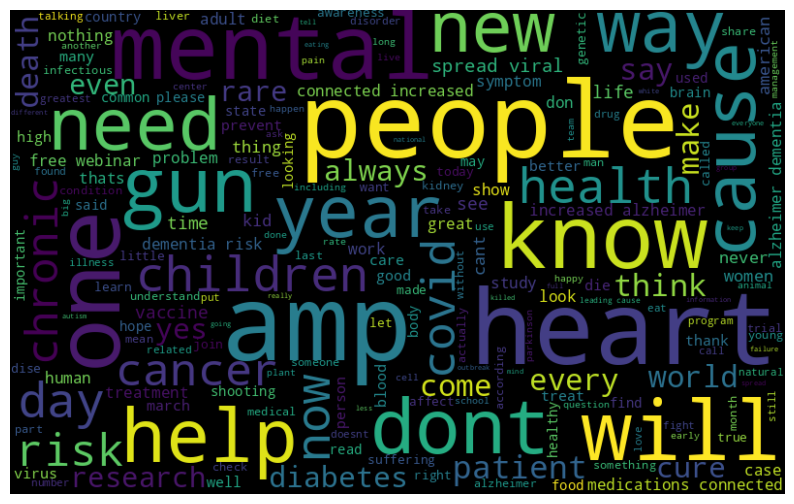 talking country liver adult diet awareness disorder tell long
nothing another eating pain live
many infectious center
death even greatest common please
mental
new
way
genetic share american
spread viral say used management
rare symptom brain
connected increased life
cause
need people
high state happen don drug make team white called everyone
different free webinar problem thing prevent ask looking national
guy found result free may better man
thats always show
gun year health
condition including want kidney today
said time kid great see take use increased alzheimer alzheimer dementia
big
chronic one dementia risk work done last rate care without cant know never keep
important illness little women animal
children
learn good study think
understand put really made covid die happy full
autism hope vaccine going let body actually killed look leading cause eat information
amp heart
yes mean join parkinson program trial young
virus related someone outbreak thank call failure
dise human cancer plant cell mind according natural
treatment shooting now person blood less affect come every world spread
day march medical school treat find question month still
part doesnt healthy fight early true
risk help read dont will love
virus check suffering something
number research well diabetes right alzheimer patient cure food case
medications connected